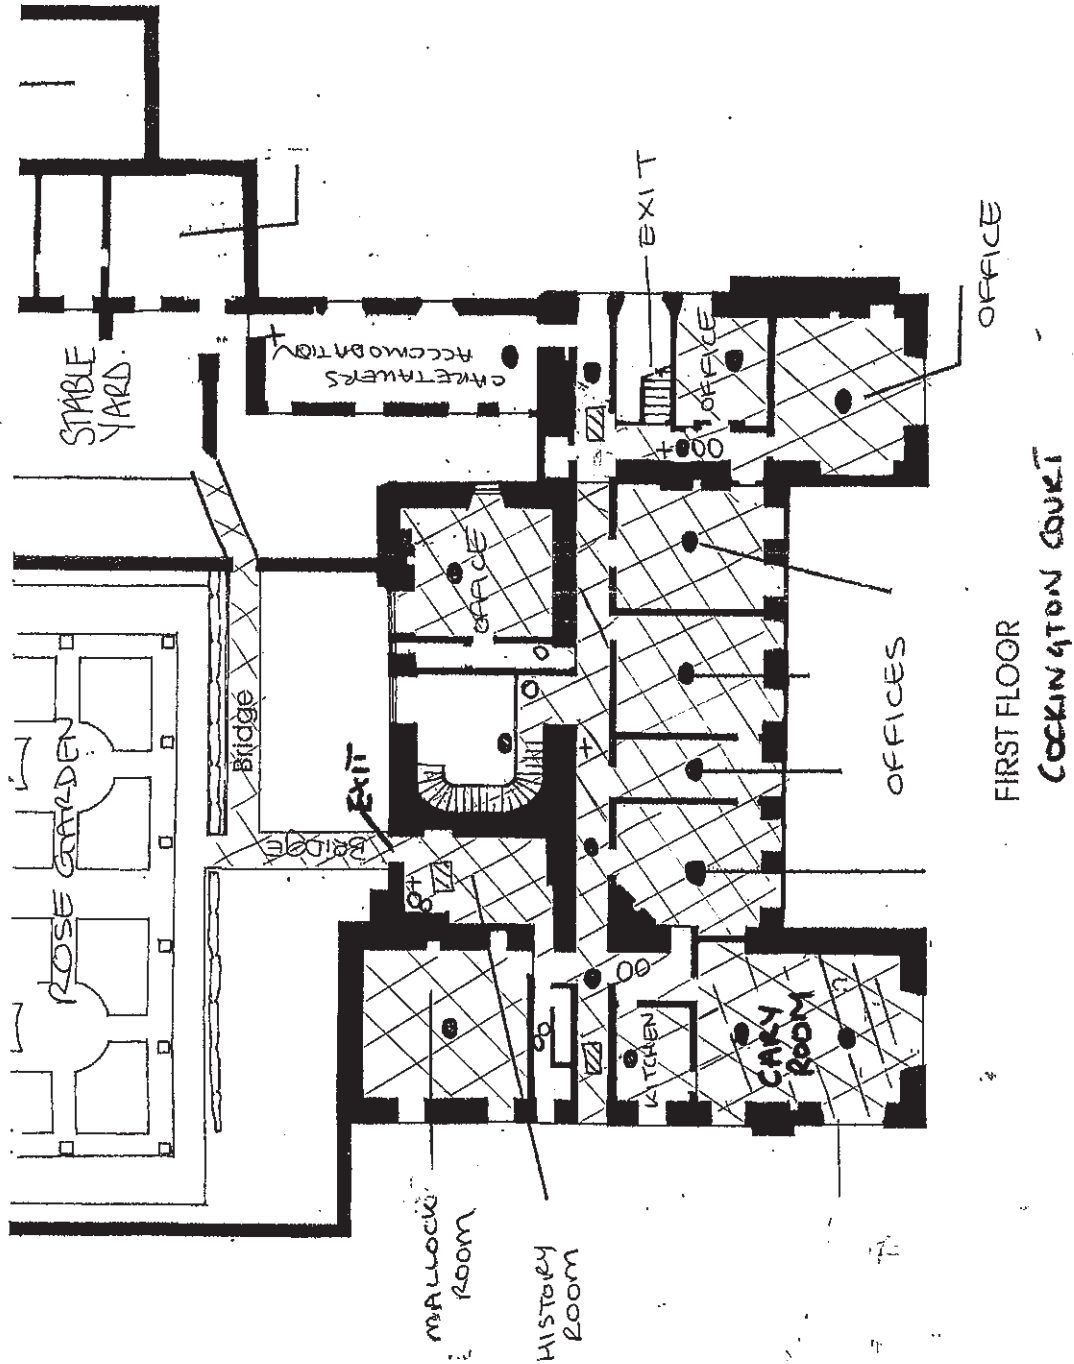 STABLE
YARD
CARETAKERS
ACCOMODATION
EXIT
OFFICE
OFFICE
OFFICE
ROSE GARDEN
Bridge
BRIDGE
EXIT
OFFICES
KITCHEN
CARY
ROOM
MALLOCK
ROOM
HISTORY
ROOM
FIRST FLOOR
COCKINGTON COURT